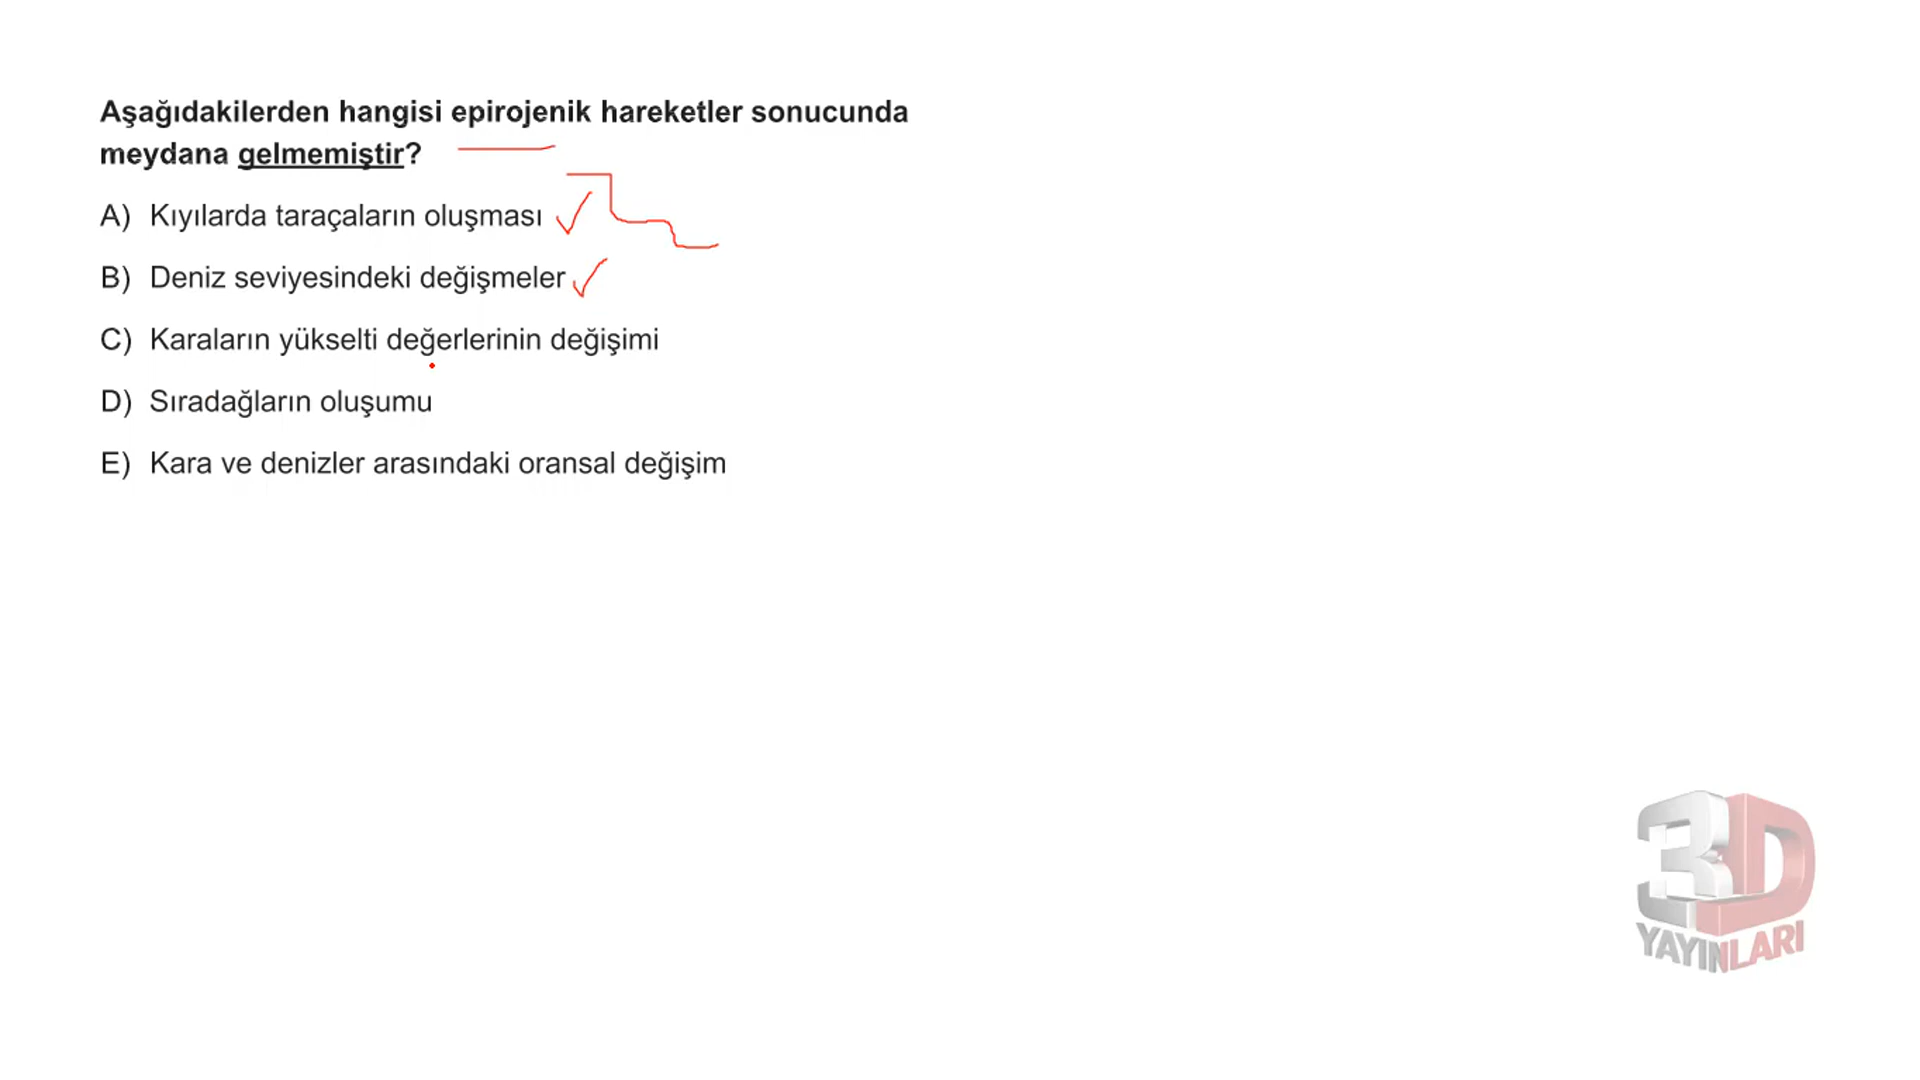 Aşağıdakilerden hangisi epirojenik hareketler sonucunda
meydana gelmemiştir?
A) Kıyılarda taraçaların oluşması
B) Deniz seviyesindeki değişmeler
C) Karaların yükselti değerlerinin değişimi
D) Sıradağların oluşumu
E) Kara ve denizler arasındaki oransal değişim
3D
YAYINLARI